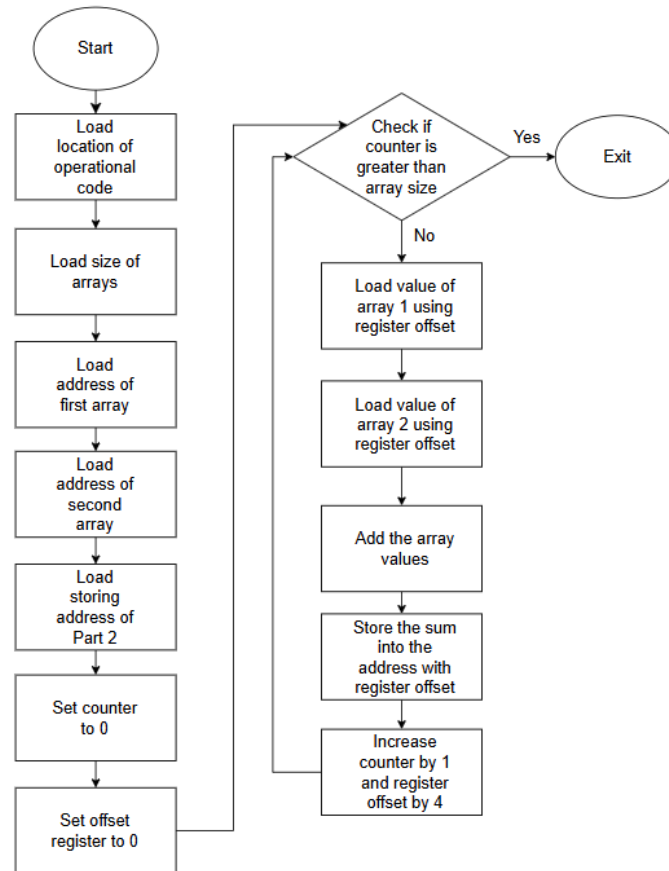 Start
Load
location of
operational
code
Load size of
arrays
Load
address of
first array
Load
address of
second
array
Load
storing
address of
Part 2
Set counter
to 0
Set offset
register to 0
Check if
counter is
greater than
array size
Yes
Exit
No
Load value of
array 1 using
register offset
Load value of
array 2 using
register offset
Add the array
values
Store the sum
into the
address with
register offset
Increase
counter by 1
and register
offset by 4